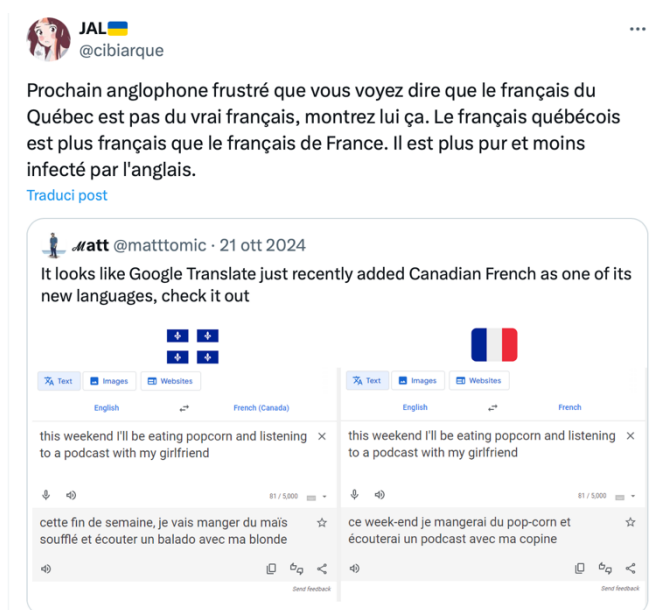 JAL
@cibiarque
Prochain anglophone frustré que vous voyez dire que le français du
Québec est pas du vrai français, montrez lui ça. Le français québécois
est plus français que le français de France. Il est plus pur et moins
infecté par l'anglais.
Traduci post
𝓜att @matttomic · 21 ott 2024
It looks like Google Translate just recently added Canadian French as one of its
new languages, check it out
Text Images Websites
English French (Canada)
this weekend I'll be eating popcorn and listening
to a podcast with my girlfriend
81 / 5,000
cette fin de semaine, je vais manger du maïs
soufflé et écouter un balado avec ma blonde
Send feedback
Text Images Websites
English French
this weekend I'll be eating popcorn and listening
to a podcast with my girlfriend
81 / 5,000
ce week-end je mangerai du pop-corn et
écouterai un podcast avec ma copine
Send feedback